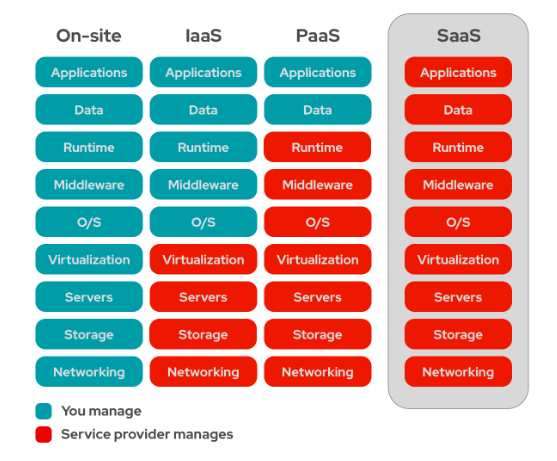 On-site IaaS PaaS SaaS
Applications Applications Applications Applications
Data Data Data Data
Runtime Runtime Runtime Runtime
Middleware Middleware Middleware Middleware
O/S O/S O/S O/S
Virtualization Virtualization Virtualization Virtualization
Servers Servers Servers Servers
Storage Storage Storage Storage
Networking Networking Networking Networking
You manage
Service provider manages